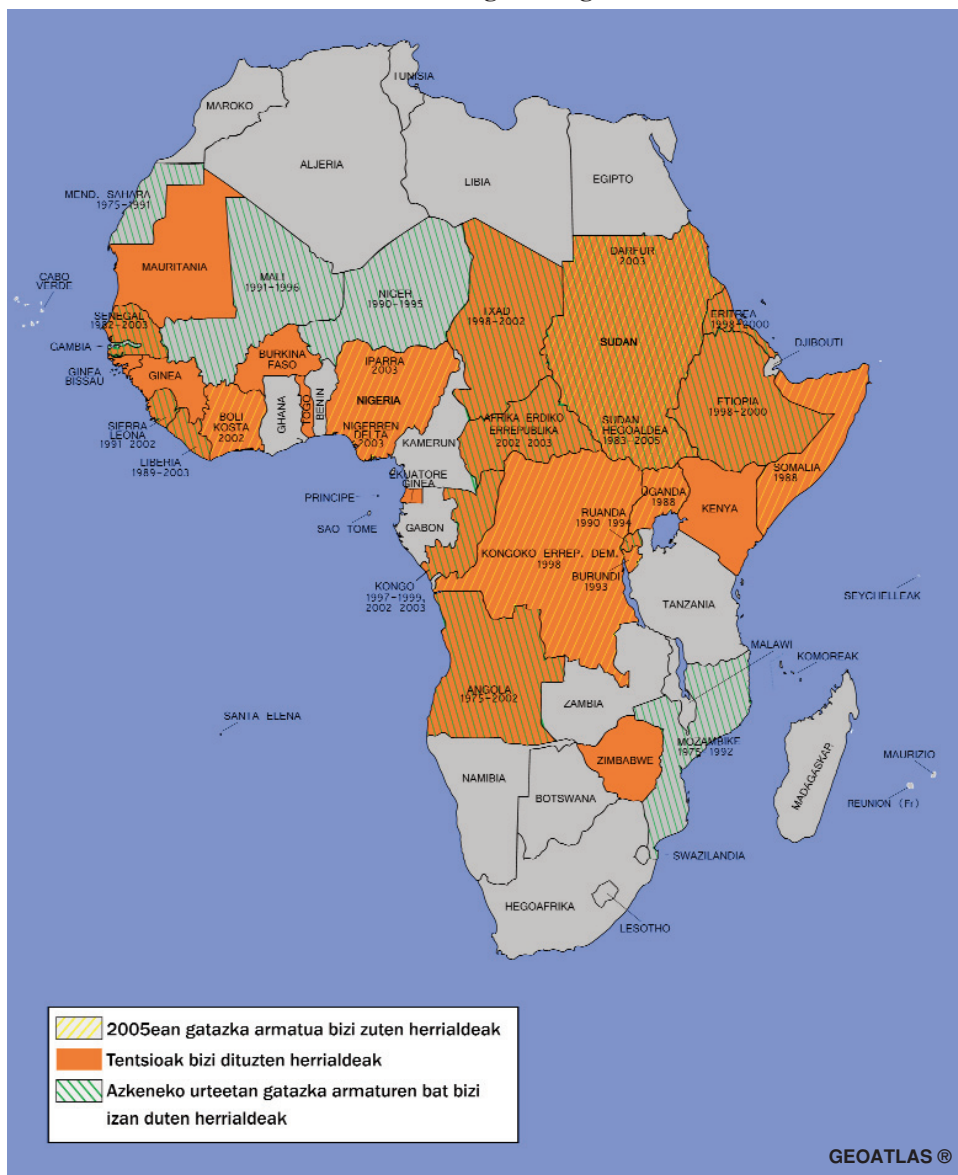 TUNISIA
MAROKO
ALJERIA
LIBIA
EGIPTO
MEND. SAHARA
1975-1991
MAURITANIA
MALI
1991-1996
NIGER
1990-1995
TXAD
1998-2002
DARFUR
2003
SUDAN
ERITREA
1998-2000
DJIBOUTI
CABO
VERDE
SENEGAL
1982-2003
GAMBIA
GINEA
BISSAU
GINEA
BURKINA
FASO
IPARRA
2003
NIGERIA
NIGERREN
DELTA
2003
ETIOPIA
1998-2000
SIERRA
LEONA
1991 2002
LIBERIA
1989-2003
BOLI
KOSTA
2002
GHANA
TOGO
BENIN
KAMERUN
AFRIKA ERDIKO
ERREPUBLIKA
2002 2003
SUDAN
HEGOALDEA
1983-2005
SOMALIA
1988
EKUATORE
GINEA
PRINCIPE
SAO TOME
GABON
UGANDA
1988
KENYA
RUANDA
1990 1994
KONGOKO ERREP. DEM.
1998
BURUNDI
1993
KONGO
1997-1999,
2002 2003
TANZANIA
SEYCHELLEAK
MALAWI
KOMOREAK
ANGOLA
1975-2002
ZAMBIA
SANTA ELENA
MOZAMBIKE
1975 1992
ZIMBABWE
NAMIBIA
BOTSWANA
MADAGASKAR
MAURIZIO
REUNION (Fr)
SWAZILANDIA
HEGOAFRIKA
LESOTHO
2005ean gatazka armatua bizi zuten herrialdeak
Tentsioak bizi dituzten herrialdeak
Azkeneko urteetan gatazka armaturen bat bizi
izan duten herrialdeak
GEOATLAS ®